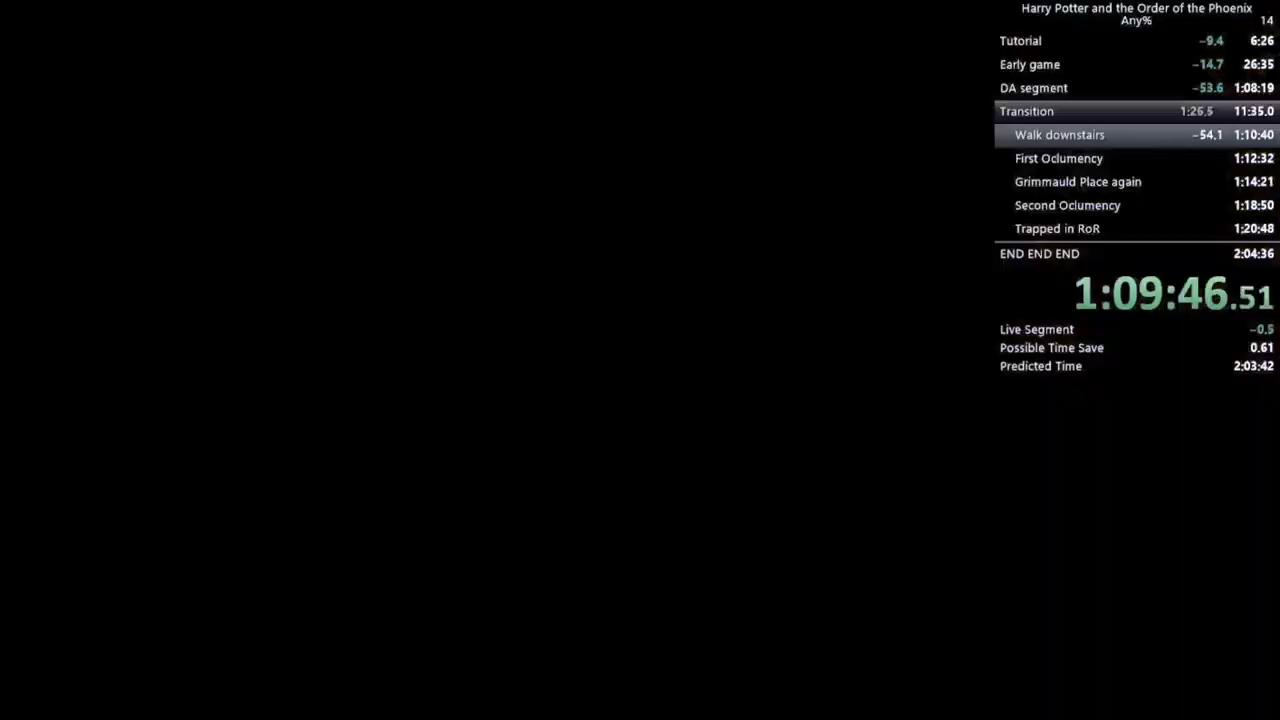 Harry Potter and the Order of the Phoenix
Any% 14
Tutorial -9.4 6:26
Early game -14.7 26:35
DA segment -53.6 1:08:19
Transition 1:26.5 11:35.0
Walk downstairs -54.1 1:10:40
First Oclumency 1:12:32
Grimmauld Place again 1:14:21
Second Oclumency 1:18:50
Trapped in RoR 1:20:48
END END END 2:04:36
1:09:46.51
Live Segment -0.5
Possible Time Save 0.61
Predicted Time 2:03:42